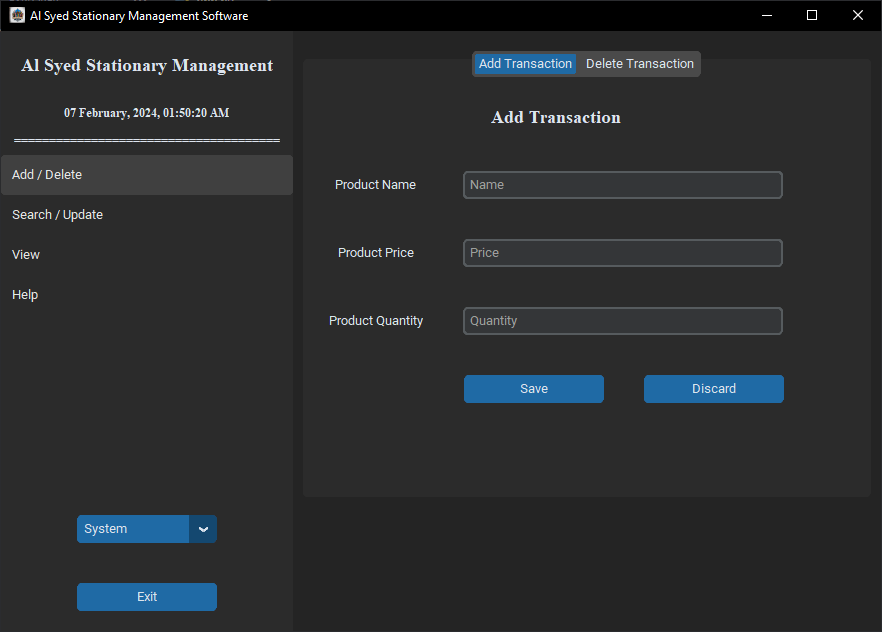 Al Syed Stationary Management Software
Al Syed Stationary Management
07 February, 2024, 01:50:20 AM
======================================
Add / Delete
Search / Update
View
Help
System
Exit
Add Transaction Delete Transaction
Add Transaction
Product Name Name
Product Price Price
Product Quantity Quantity
Save Discard